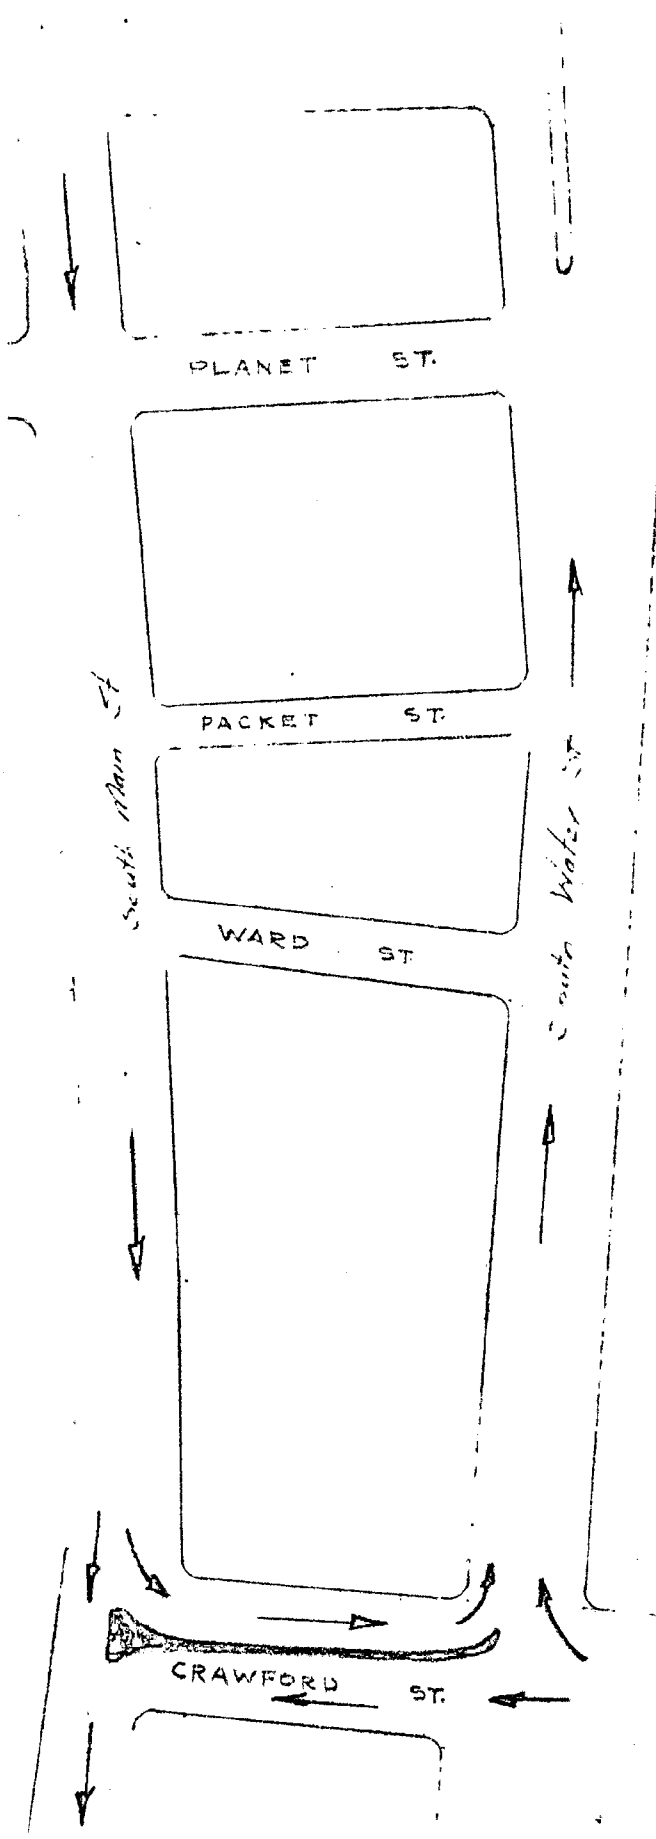 PLANET ST.
South Main St
PACKET ST.
South Water ST
WARD ST.
CRAWFORD ST.